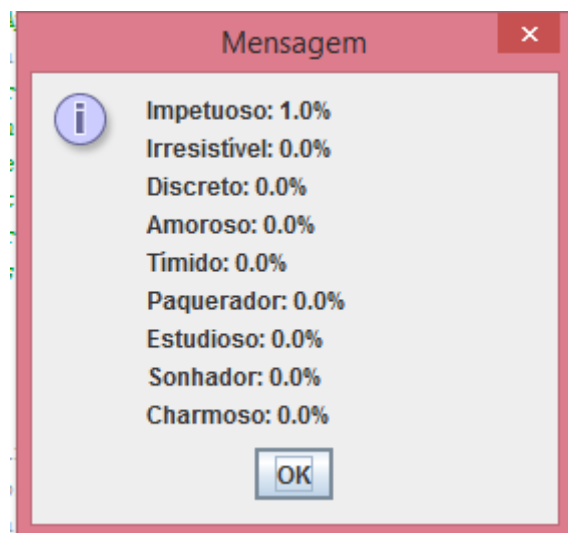 Mensagem
Impetuoso: 1.0%
Irresistível: 0.0%
Discreto: 0.0%
Amoroso: 0.0%
Tímido: 0.0%
Paquerador: 0.0%
Estudioso: 0.0%
Sonhador: 0.0%
Charmoso: 0.0%
OK